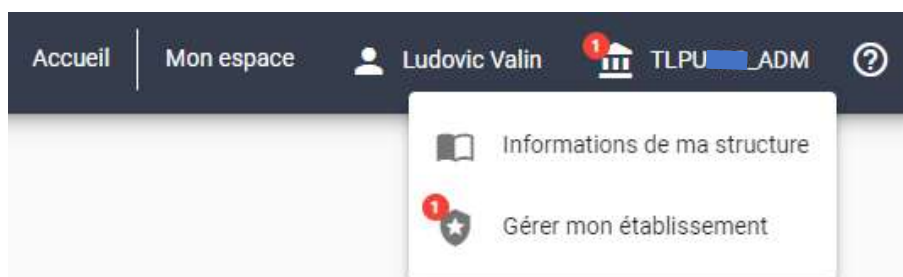 Accueil Mon espace Ludovic Valin 1 TLPU _ADM ?
Informations de ma structure
1
Gérer mon établissement